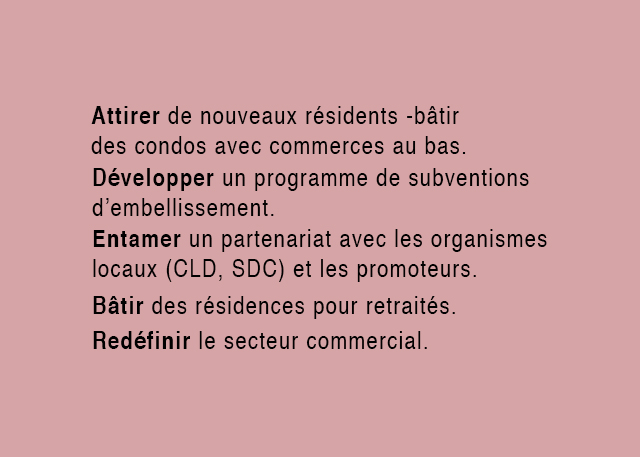 Attirer de nouveaux résidents -bâtir
des condos avec commerces au bas.
Développer un programme de subventions
d’embellissement.
Entamer un partenariat avec les organismes
locaux (CLD, SDC) et les promoteurs.
Bâtir des résidences pour retraités.
Redéfinir le secteur commercial.